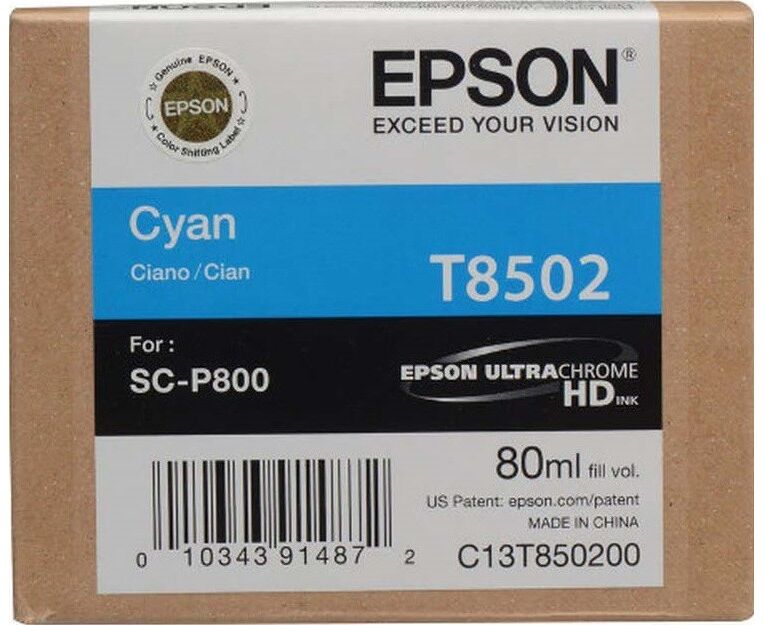 Genuine EPSON
EPSON
Color Shifting Label
EPSON®
EXCEED YOUR VISION
Cyan
Ciano/Cian
T8502
For :
SC-P800
EPSON ULTRACHROME
HD INK
80ml fill vol.
US Patent: epson.com/patent
MADE IN CHINA
0 10343 91487 2
C13T850200